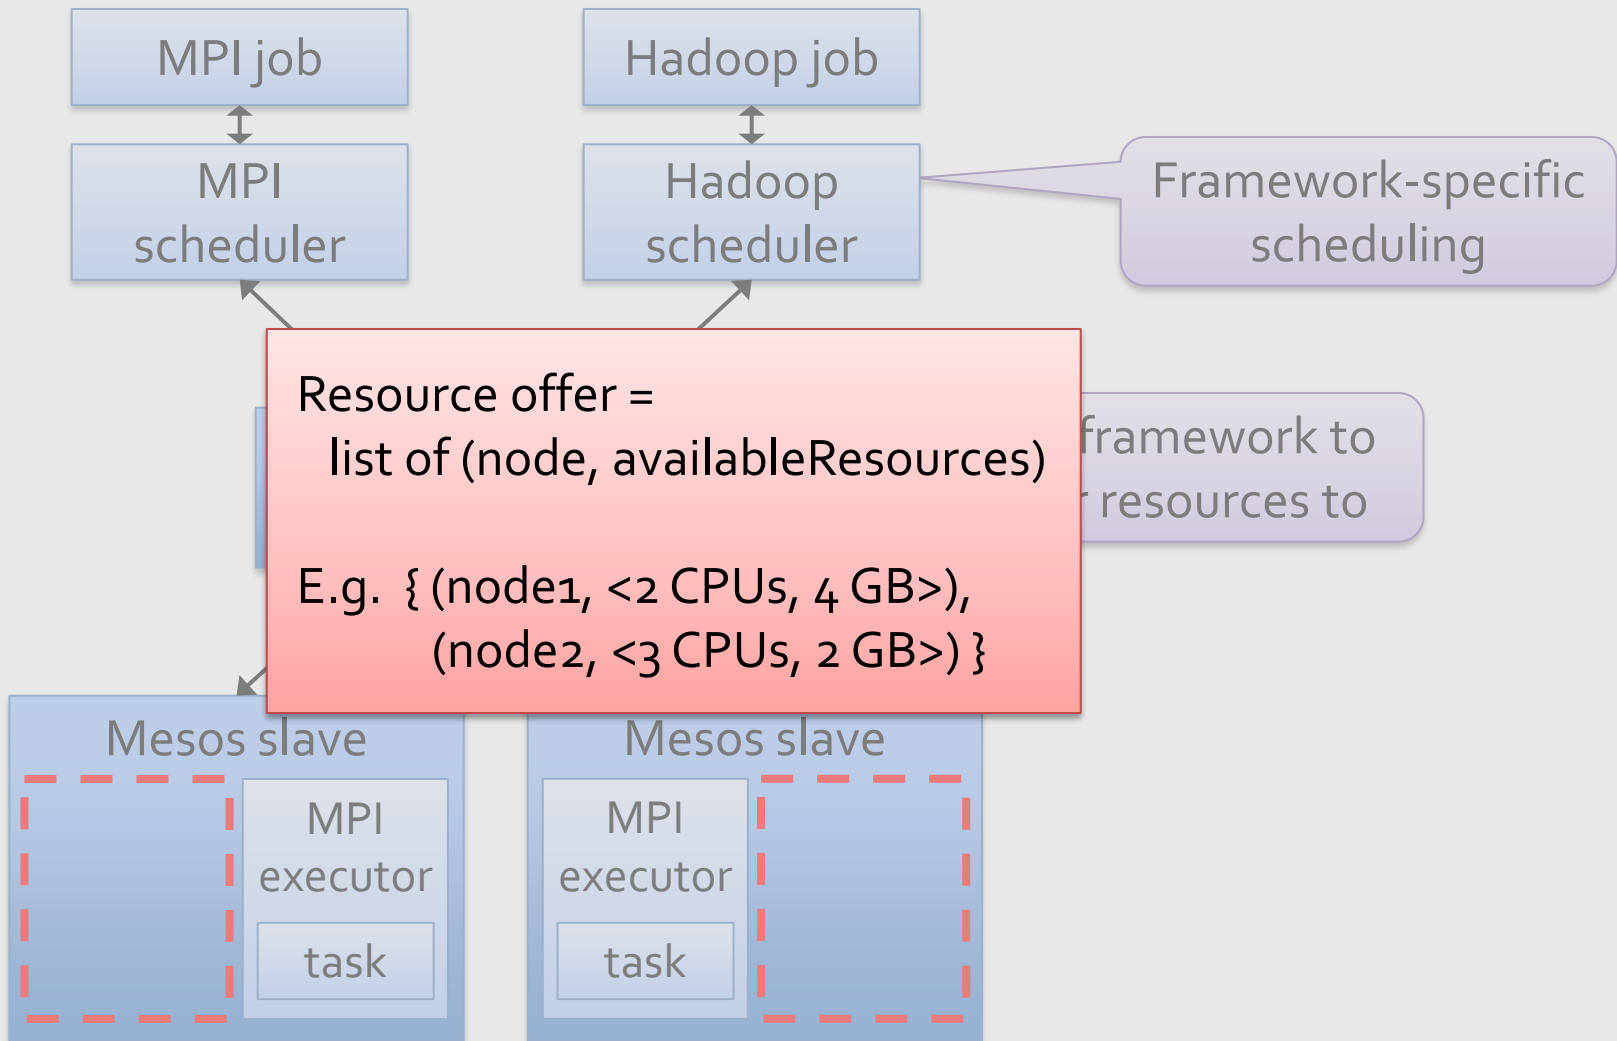 MPI job
Hadoop job
MPI
scheduler
Hadoop
scheduler
Framework-specific
scheduling
Resource offer =
list of (node, availableResources)
E.g. { (node1, <2 CPUs, 4 GB>),
(node2, <3 CPUs, 2 GB>) }
framework to
resources to
Mesos slave
MPI
executor
task
Mesos slave
MPI
executor
task